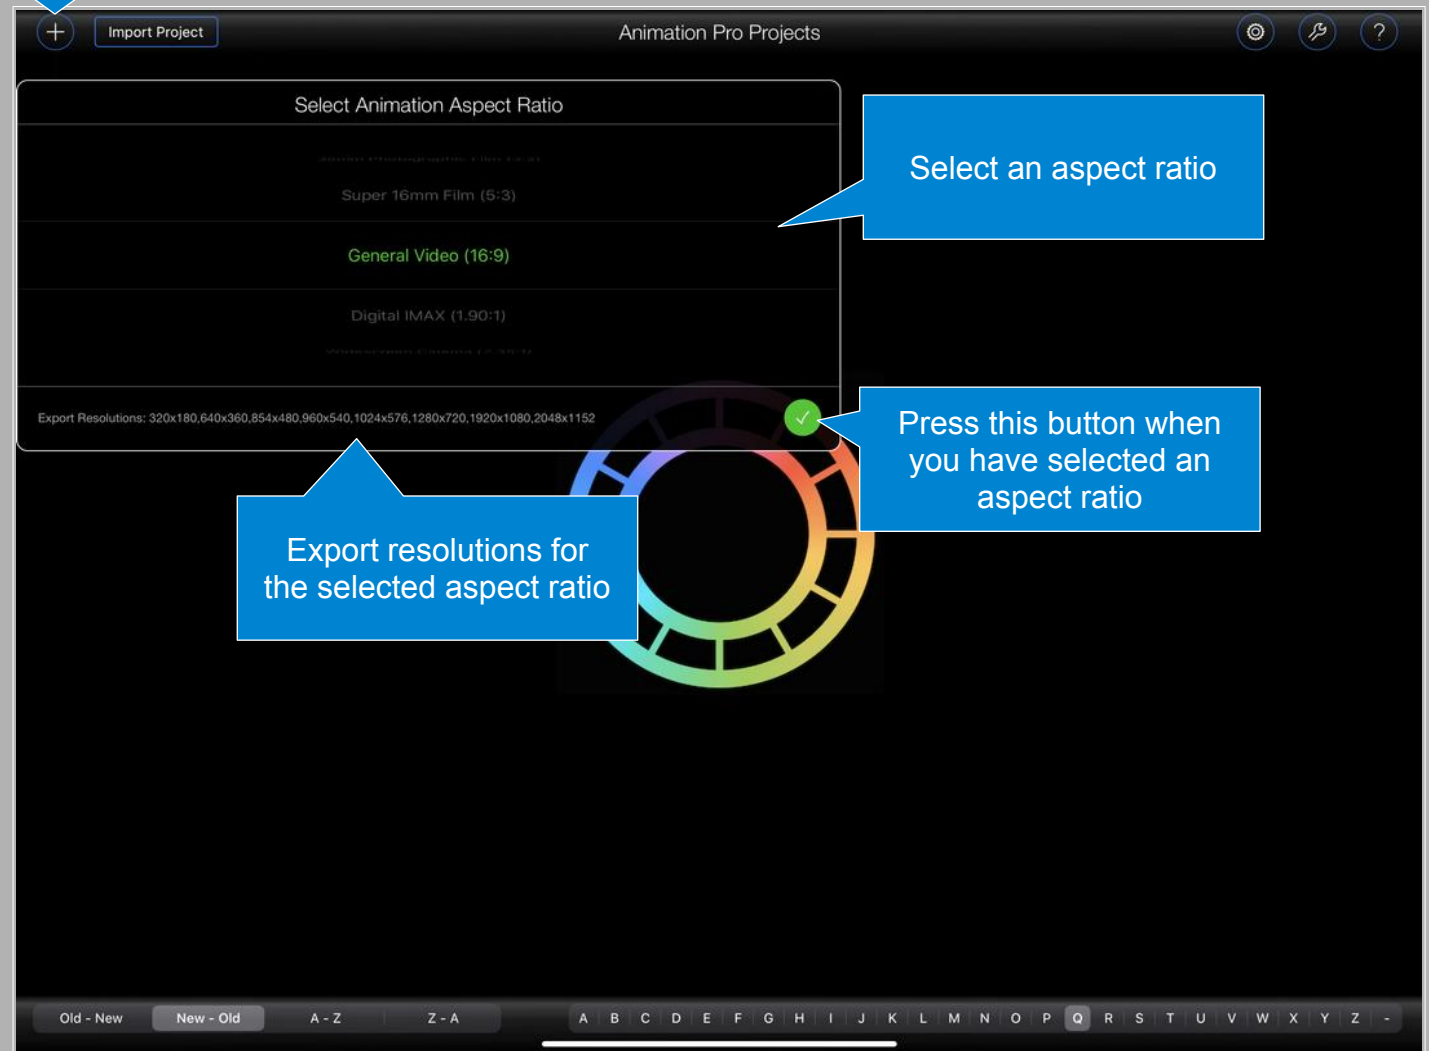 Import Project
Animation Pro Projects
?
Select Animation Aspect Ratio
Super 16mm Film (5:3)
General Video (16:9)
Digital IMAX (1.90:1)
Export Resolutions: 320x180,640x360,854x480,960x540,1024x576,1280x720,1920x1080,2048x1152
Select an aspect ratio
Press this button when
you have selected an
aspect ratio
Export resolutions for
the selected aspect ratio
Old - New New - Old A - Z Z - A A B C D E F G H I J K L M N O P Q R S T U V W X Y Z -